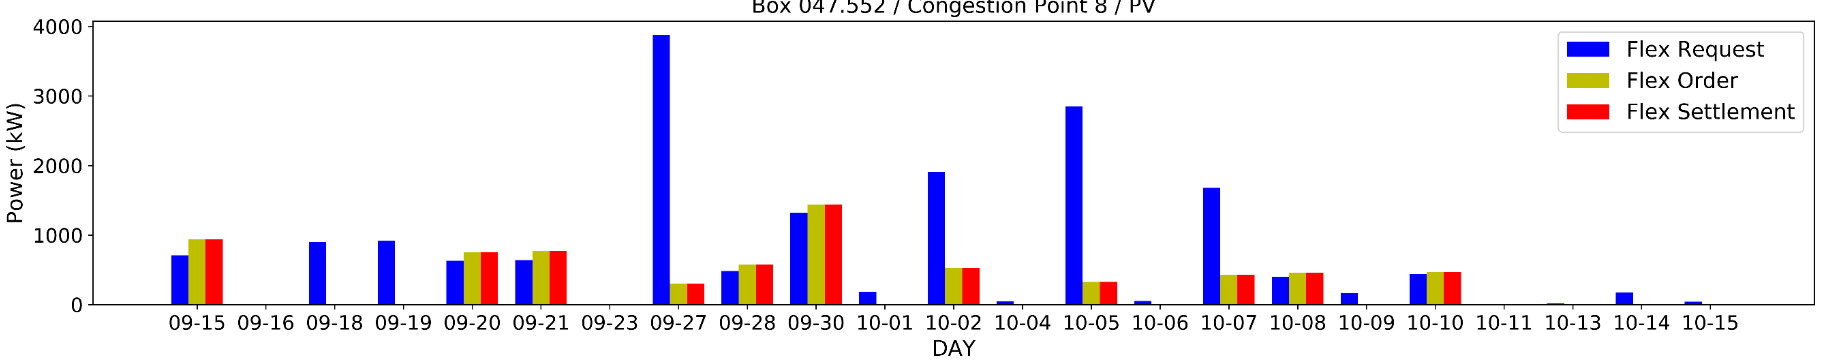 Box 047.552 / Congestion Point 8 / PV
4000
3000
2000
1000
0
Power (kW)
Flex Request
Flex Order
Flex Settlement
09-15 09-16 09-18 09-19 09-20 09-21 09-23 09-27 09-28 09-30 10-01 10-02 10-04 10-05 10-06 10-07 10-08 10-09 10-10 10-11 10-13 10-14 10-15
DAY